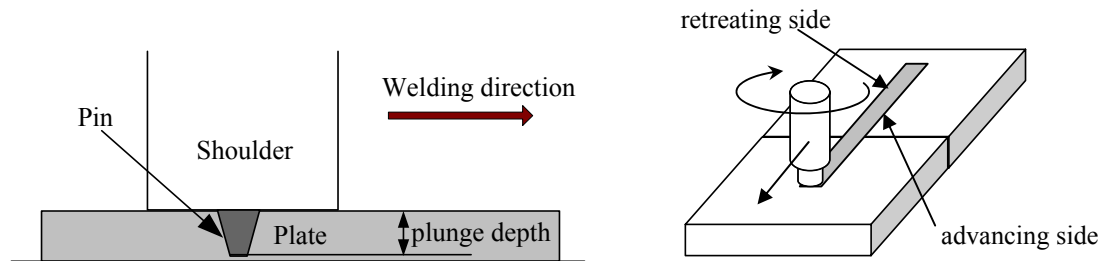 retreating side
Welding direction
Pin
Shoulder
Plate
plunge depth
advancing side